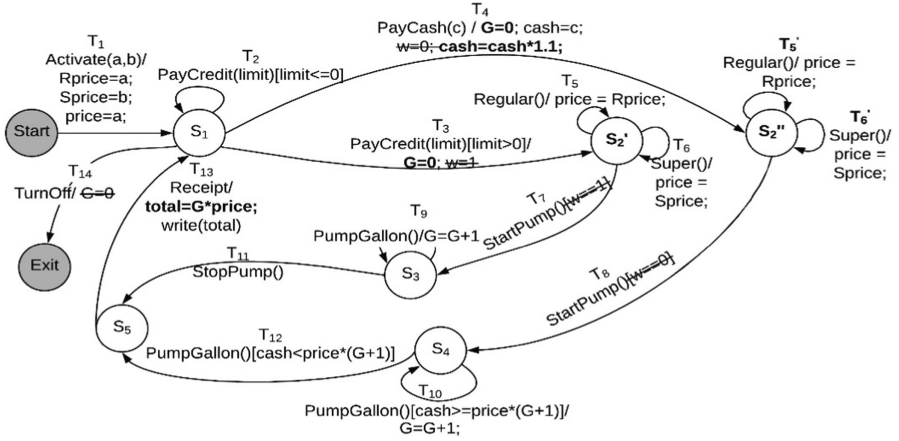 T4
PayCash(c) / G=0; cash=c;
w=0; cash=cash*1.1;
T1
Activate(a,b)/
Rprice=a;
Sprice=b;
price=a;
T2
PayCredit(limit)[limit<=0]
T5'
Regular()/ price =
Rprice;
T5
Regular()/ price = Rprice;
Start
S1
T3
PayCredit(limit)[limit>0]/
G=0; w=1
S2'
T6
Super()/
price =
Sprice;
S2''
T6'
Super()/
price =
Sprice;
T14
TurnOff/ G=0
T13
Receipt/
total=G*price;
write(total)
T7
StartPump()[w==1]
T9
PumpGallon()/G=G+1
Exit
T11
StopPump()
S3
T8
StartPump()[w==0]
S5
T12
PumpGallon()[cash<price*(G+1)]
S4
T10
PumpGallon()[cash>=price*(G+1)]/
G=G+1;